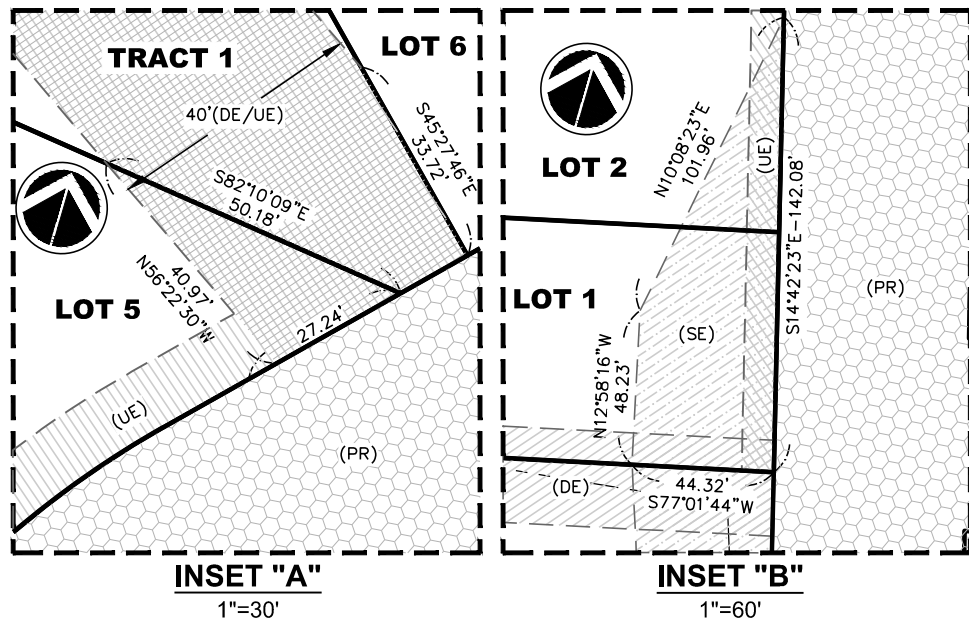 TRACT 1
LOT 6
40'(DE/UE)
S45°27'46"E
33.72'
S82°10'09"E
50.18'
40.97'
N56°22'30"W
LOT 5
27.24'
(UE)
(PR)
INSET "A"
1"=30'
LOT 2
N10°08'23"E
101.96'
(UE)
S14°42'23"E-142.08'
(PR)
LOT 1
(SE)
N12°58'16"W
48.23'
44.32'
S77°01'44"W
(DE)
INSET "B"
1"=60'